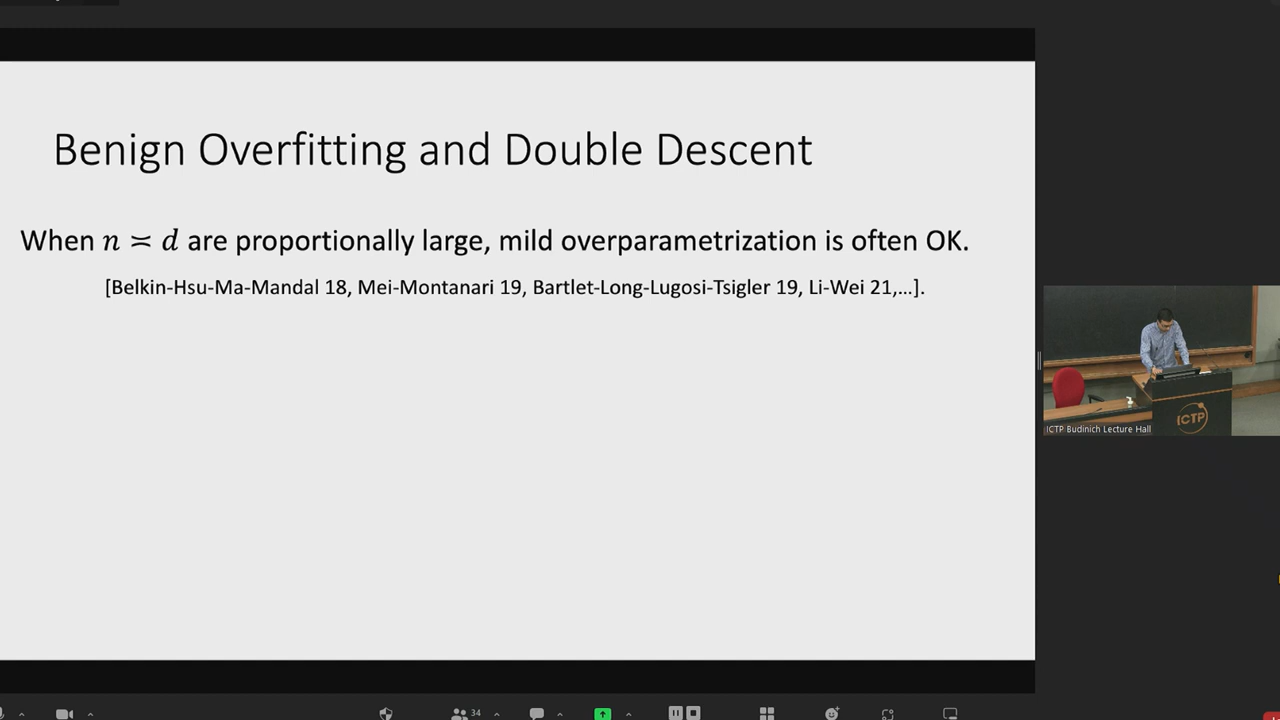 Benign Overfitting and Double Descent
When n ≍ d are proportionally large, mild overparametrization is often OK.
[Belkin-Hsu-Ma-Mandal 18, Mei-Montanari 19, Bartlet-Long-Lugosi-Tsigler 19, Li-Wei 21,...].
ICTP
ICTP Budinich Lecture Hall
34